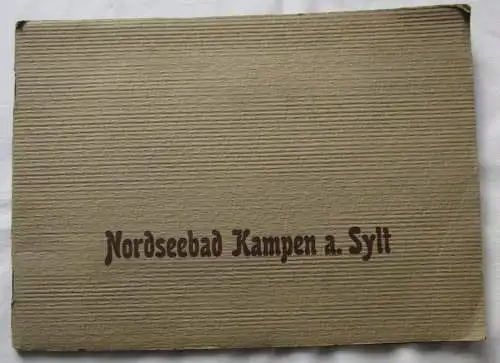 Nordseebad Kampen a. Sylt